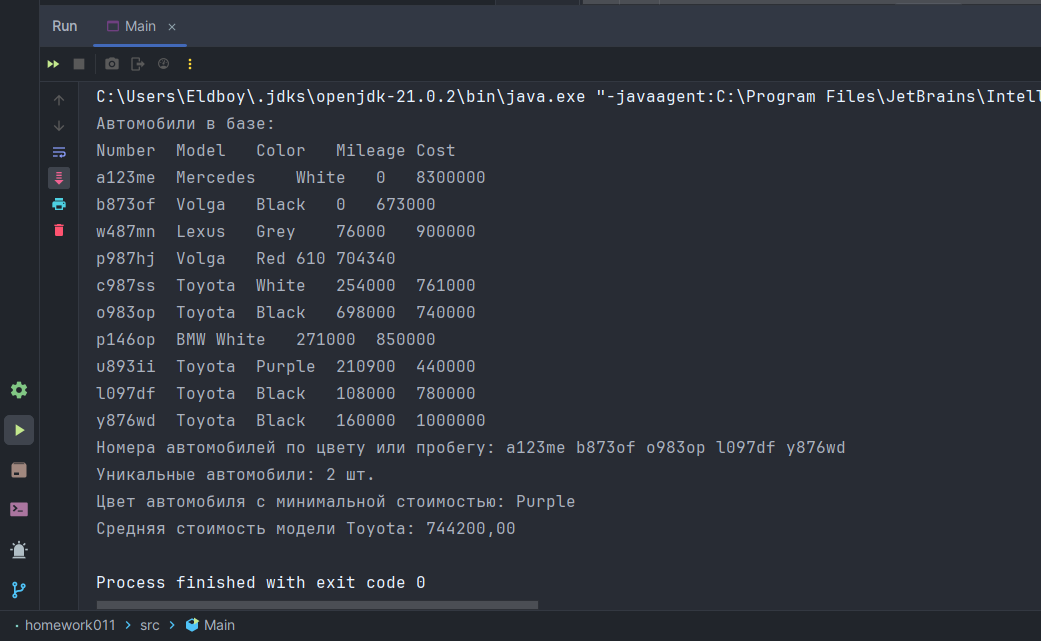 Run Main
C:\Users\Eldboy\.jdks\openjdk-21.0.2\bin\java.exe "-javaagent:C:\Program Files\JetBrains\Intell
Автомобили в базе:
Number Model Color Mileage Cost
a123me Mercedes White 0 8300000
b873of Volga Black 0 673000
w487mn Lexus Grey 76000 900000
p987hj Volga Red 610 704340
c987ss Toyota White 254000 761000
o983op Toyota Black 698000 740000
p146op BMW White 271000 850000
u893ii Toyota Purple 210900 440000
l097df Toyota Black 108000 780000
y876wd Toyota Black 160000 1000000
Номера автомобилей по цвету или пробегу: a123me b873of o983op l097df y876wd
Уникальные автомобили: 2 шт.
Цвет автомобиля с минимальной стоимостью: Purple
Средняя стоимость модели Toyota: 744200,00
Process finished with exit code 0
homework011 > src > Main